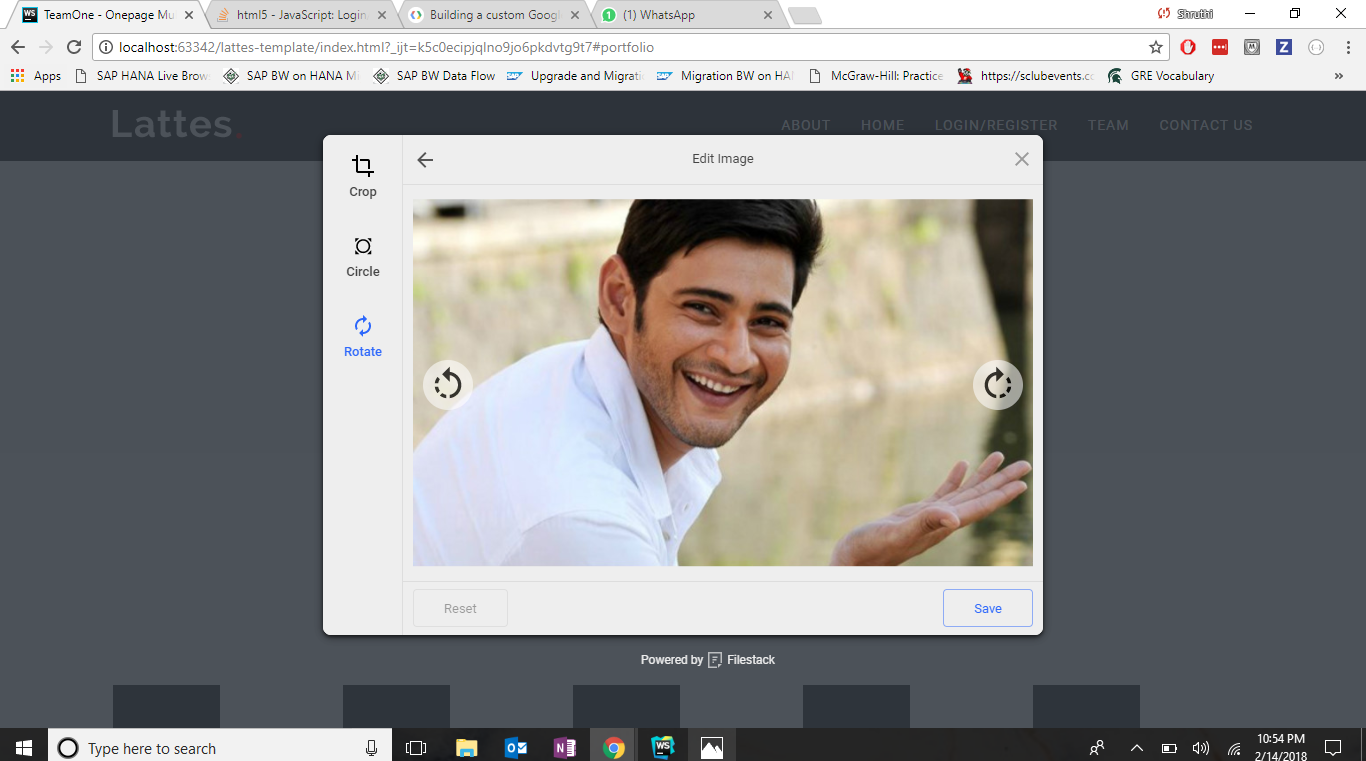 TeamOne - Onepage Mu
html5 - JavaScript: Login,
Building a custom Googl
(1) WhatsApp
Shruthi
localhost:63342/lattes-template/index.html?_ijt=k5c0ecipjqlno9jo6pkdvtg9t7#portfolio
Apps
SAP HANA Live Brow
SAP BW on HANA Mi
SAP BW Data Flow
Upgrade and Migrati
Migration BW on HA
McGraw-Hill: Practice
https://sclubevents.cc
GRE Vocabulary
»
Lattes.
ABOUT HOME LOGIN/REGISTER TEAM CONTACT US
Edit Image
Crop
Circle
Rotate
Reset
Save
Powered by Filestack
Type here to search
10:54 PM
2/14/2018